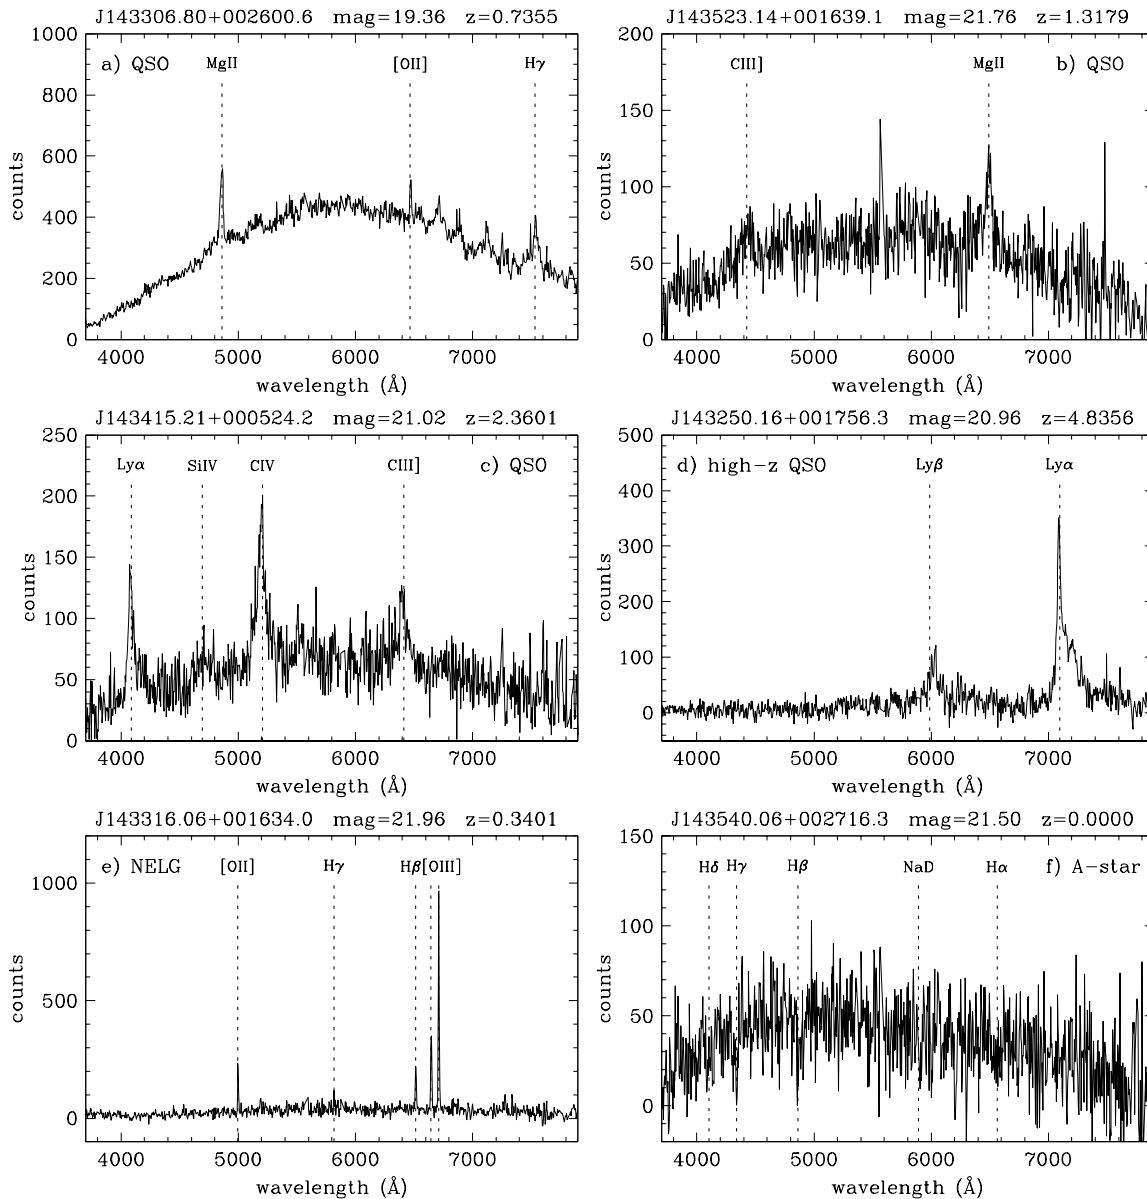 J143306.80+002600.6 mag=19.36 z=0.7355
1000
800
600
400
200
0
counts
a) QSO MgII [OII] Hγ
4000 5000 6000 7000
wavelength (Å)
J143523.14+001639.1 mag=21.76 z=1.3179
200
150
100
50
0
counts
CIII] MgII b) QSO
4000 5000 6000 7000
wavelength (Å)
J143415.21+000524.2 mag=21.02 z=2.3601
250
200
150
100
50
0
counts
Lyα SiIV CIV CIII] c) QSO
4000 5000 6000 7000
wavelength (Å)
J143250.16+001756.3 mag=20.96 z=4.8356
500
400
300
200
100
0
counts
d) high-z QSO Lyβ Lyα
4000 5000 6000 7000
wavelength (Å)
J143316.06+001634.0 mag=21.96 z=0.3401
1000
500
0
counts
e) NELG [OII] Hγ Hβ[OIII]
4000 5000 6000 7000
wavelength (Å)
J143540.06+002716.3 mag=21.50 z=0.0000
150
100
50
0
counts
Hδ Hγ Hβ NaD Hα f) A-star
4000 5000 6000 7000
wavelength (Å)